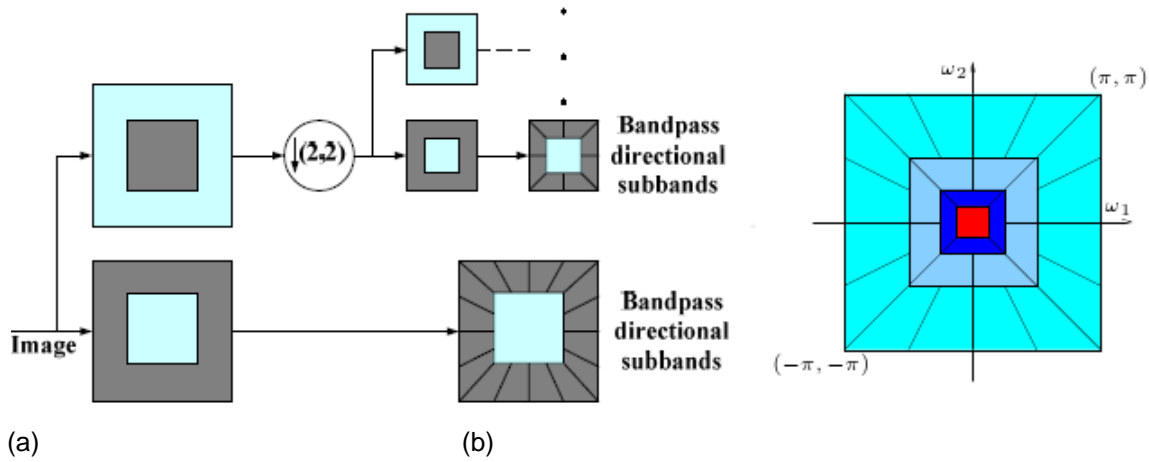 Bandpass
directional
subbands
↓(2,2)
Image
Bandpass
directional
subbands
ω2
(π, π)
ω1
(−π, −π)
(a)
(b)